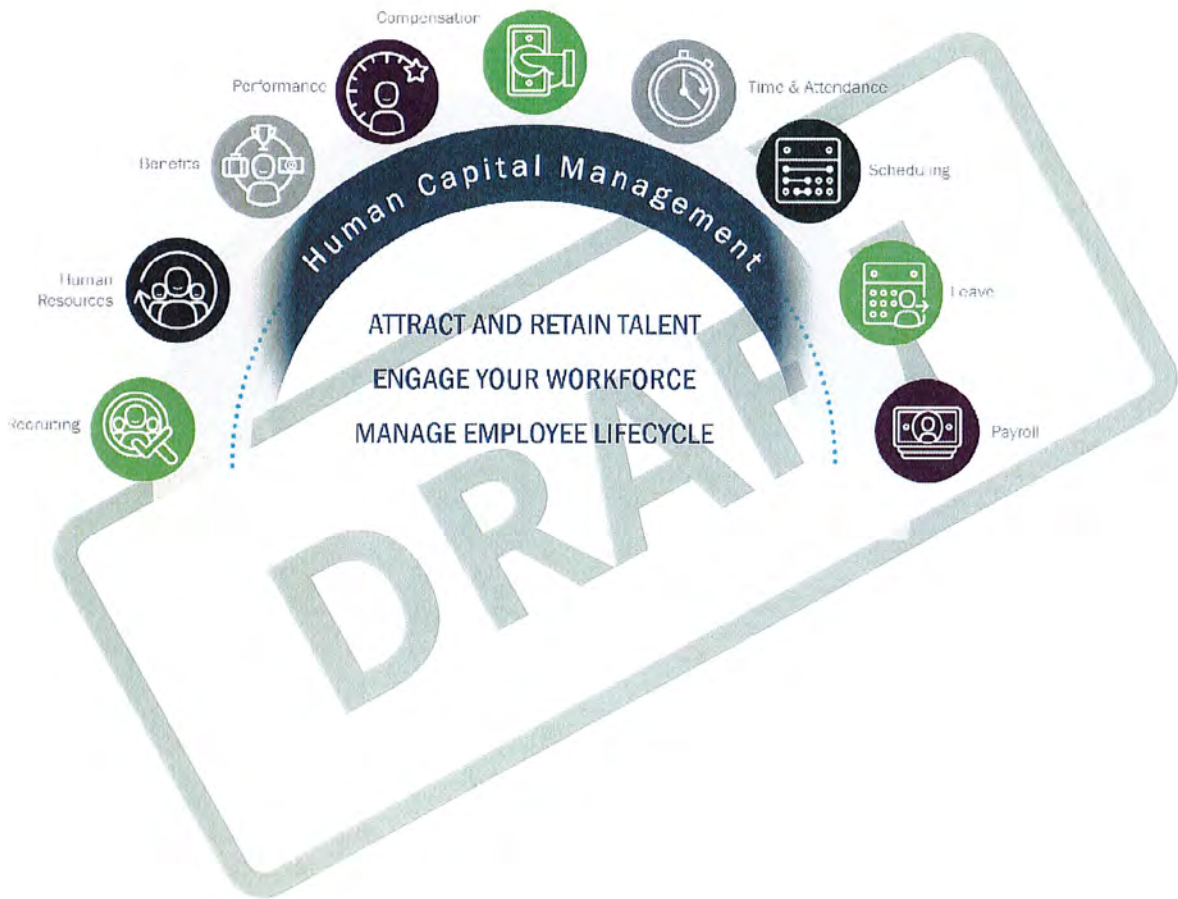 Compensation
Performance
Time & Attendance
Benefits
Scheduling
Human Capital Management
Human
Resources
Leave
ATTRACT AND RETAIN TALENT
ENGAGE YOUR WORKFORCE
MANAGE EMPLOYEE LIFECYCLE
Recruiting
Payroll
DRAFT